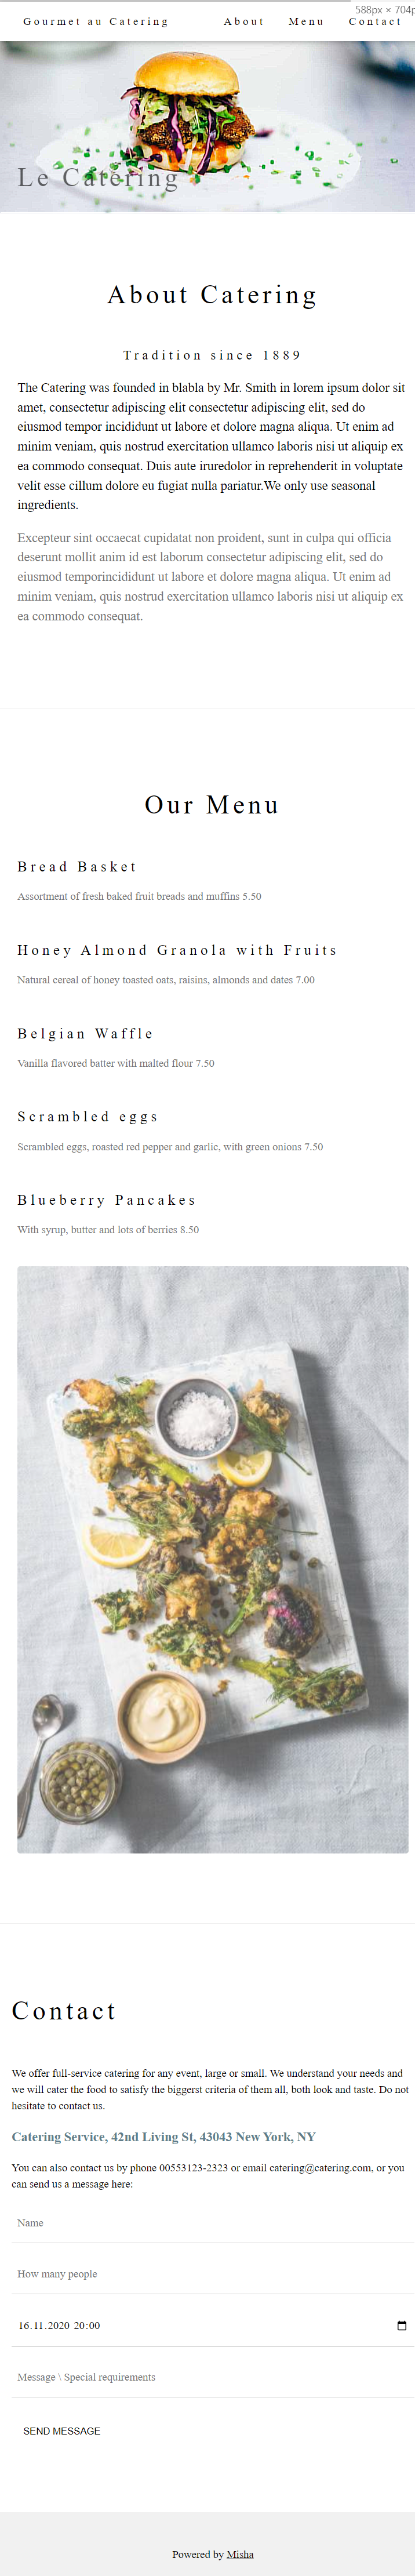 588px × 704p
Gourmet au Catering About Menu Contact
Le Catering
About Catering
Tradition since 1889
The Catering was founded in blabla by Mr. Smith in lorem ipsum dolor sit
amet, consectetur adipiscing elit consectetur adipiscing elit, sed do
eiusmod tempor incididunt ut labore et dolore magna aliqua. Ut enim ad
minim veniam, quis nostrud exercitation ullamco laboris nisi ut aliquip ex
ea commodo consequat. Duis aute iruredolor in reprehenderit in voluptate
velit esse cillum dolore eu fugiat nulla pariatur.We only use seasonal
ingredients.
Excepteur sint occaecat cupidatat non proident, sunt in culpa qui officia
deserunt mollit anim id est laborum consectetur adipiscing elit, sed do
eiusmod temporincididunt ut labore et dolore magna aliqua. Ut enim ad
minim veniam, quis nostrud exercitation ullamco laboris nisi ut aliquip ex
ea commodo consequat.
Our Menu
Bread Basket
Assortment of fresh baked fruit breads and muffins 5.50
Honey Almond Granola with Fruits
Natural cereal of honey toasted oats, raisins, almonds and dates 7.00
Belgian Waffle
Vanilla flavored batter with malted flour 7.50
Scrambled eggs
Scrambled eggs, roasted red pepper and garlic, with green onions 7.50
Blueberry Pancakes
With syrup, butter and lots of berries 8.50
Contact
We offer full-service catering for any event, large or small. We understand your needs and
we will cater the food to satisfy the biggerst criteria of them all, both look and taste. Do not
hesitate to contact us.
Catering Service, 42nd Living St, 43043 New York, NY
You can also contact us by phone 00553123-2323 or email catering@catering.com, or you
can send us a message here:
Name
How many people
16.11.2020 20:00
Message \ Special requirements
SEND MESSAGE
Powered by Misha